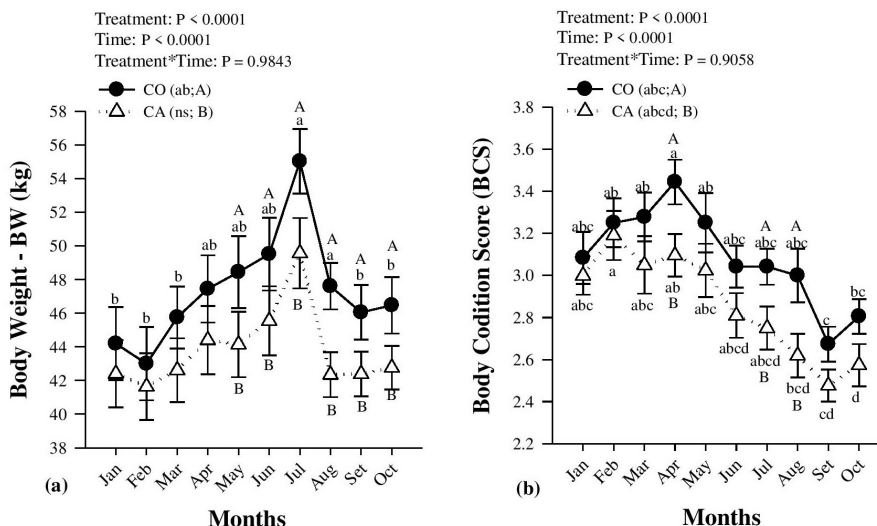 Treatment: P < 0.0001
Time: P < 0.0001
Treatment*Time: P = 0.9843
CO (ab;A)
CA (ns; B)
58
56
54
52
50
48
46
44
42
40
38
Body Weight - BW (kg)
b
b
b
ab
A
ab
A
ab
A
a
A
a
A
b
A
b
B
B
B
B
B
B
Jan
Feb
Mar
Apr
May
Jun
Jul
Aug
Set
Oct
(a)
Months
Treatment: P < 0.0001
Time: P < 0.0001
Treatment*Time: P = 0.9058
CO (abc;A)
CA (abcd; B)
3.8
3.6
3.4
3.2
3.0
2.8
2.6
2.4
2.2
Body Codition Score (BCS)
abc
ab
ab
A
a
ab
abc
A
abc
A
abc
c
bc
abc
a
abc
ab
B
abc
abcd
abcd
B
bcd
B
cd
d
Jan
Feb
Mar
Apr
May
Jun
Jul
Aug
Set
Oct
(b)
Months